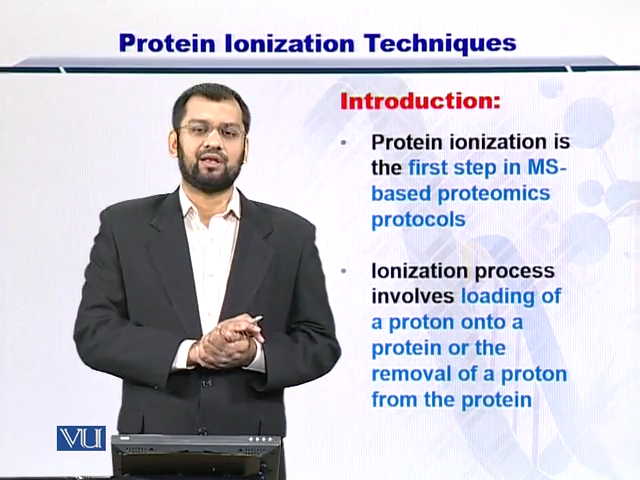 Protein Ionization Techniques
Introduction:
• Protein ionization is
the first step in MS-
based proteomics
protocols
• Ionization process
involves loading of
a proton onto a
protein or the
removal of a proton
from the protein
VU